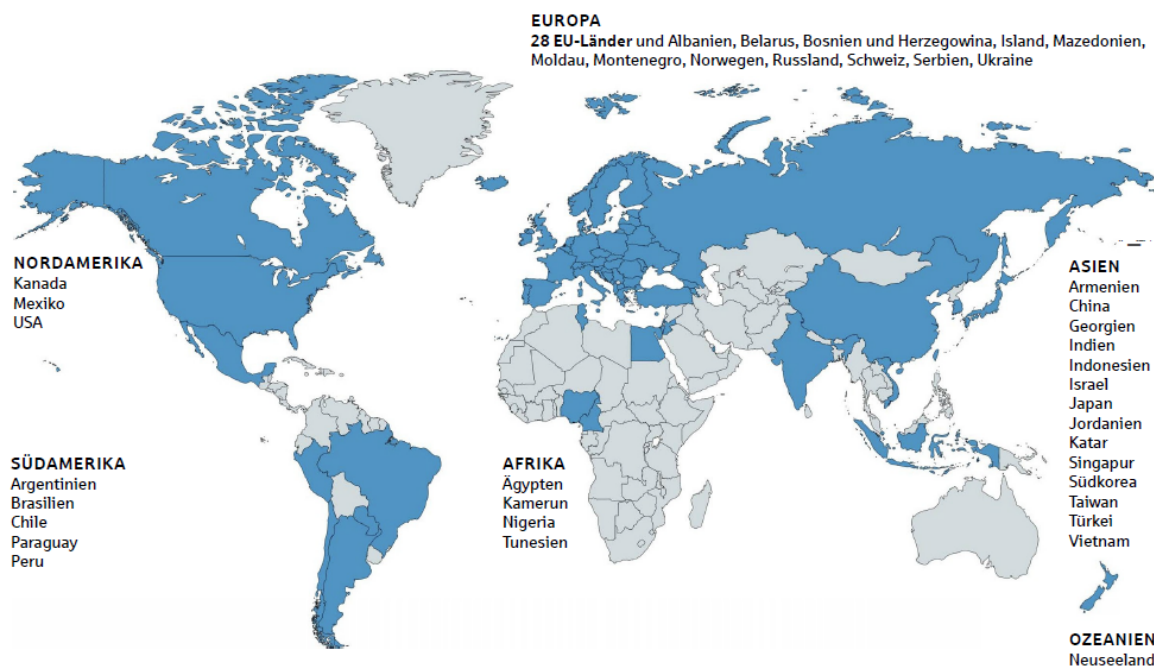 EUROPA
28 EU-Länder und Albanien, Belarus, Bosnien und Herzegowina, Island, Mazedonien,
Moldau, Montenegro, Norwegen, Russland, Schweiz, Serbien, Ukraine
NORDAMERIKA
Kanada
Mexiko
USA
SÜDAMERIKA
Argentinien
Brasilien
Chile
Paraguay
Peru
AFRIKA
Ägypten
Kamerun
Nigeria
Tunesien
ASIEN
Armenien
China
Georgien
Indien
Indonesien
Israel
Japan
Jordanien
Katar
Singapur
Südkorea
Taiwan
Türkei
Vietnam
OZEANIEN
Neuseeland